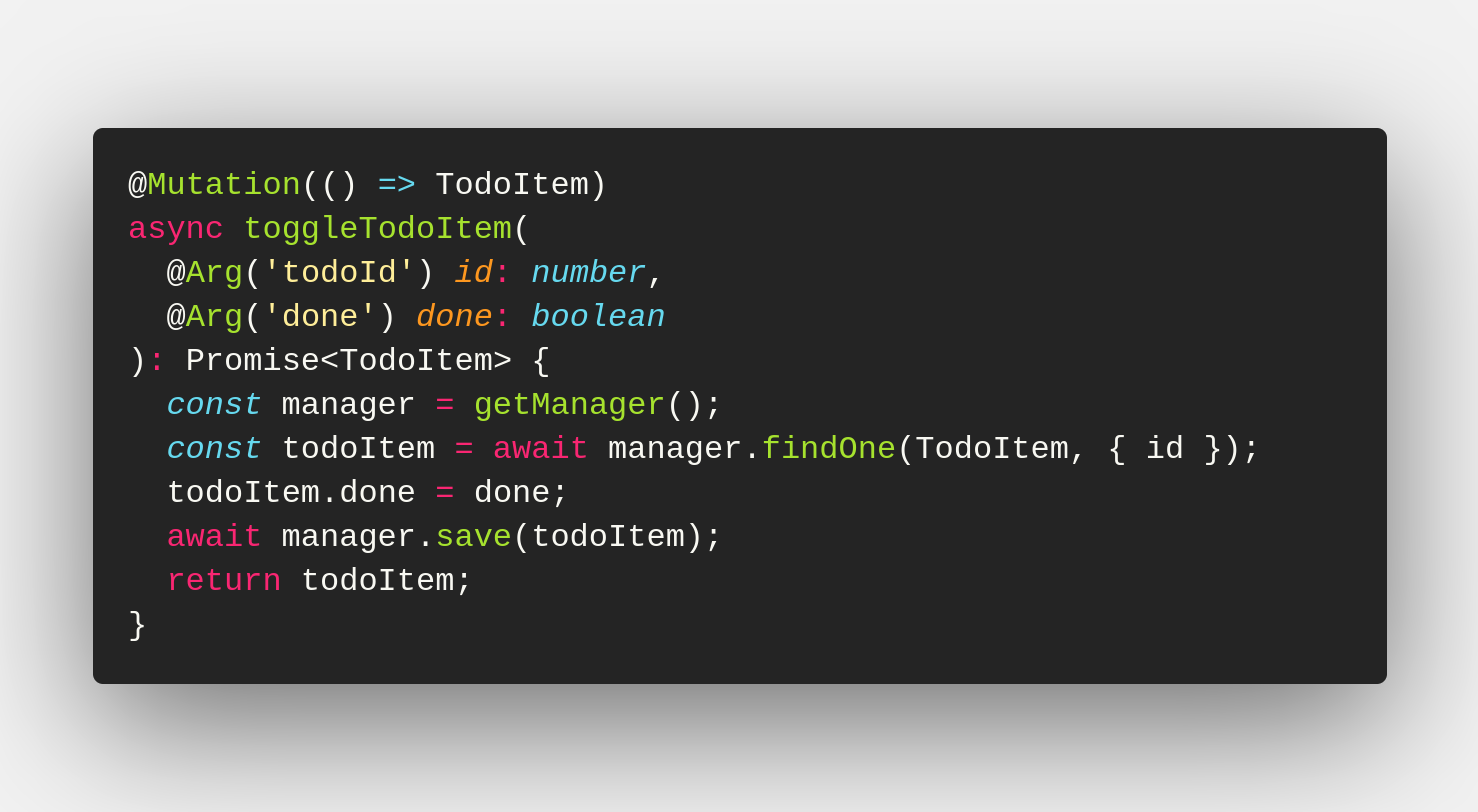 @Mutation(() => TodoItem)
async toggleTodoItem(
  @Arg('todoId') id: number,
  @Arg('done') done: boolean
): Promise<TodoItem> {
  const manager = getManager();
  const todoItem = await manager.findOne(TodoItem, { id });
  todoItem.done = done;
  await manager.save(todoItem);
  return todoItem;
}